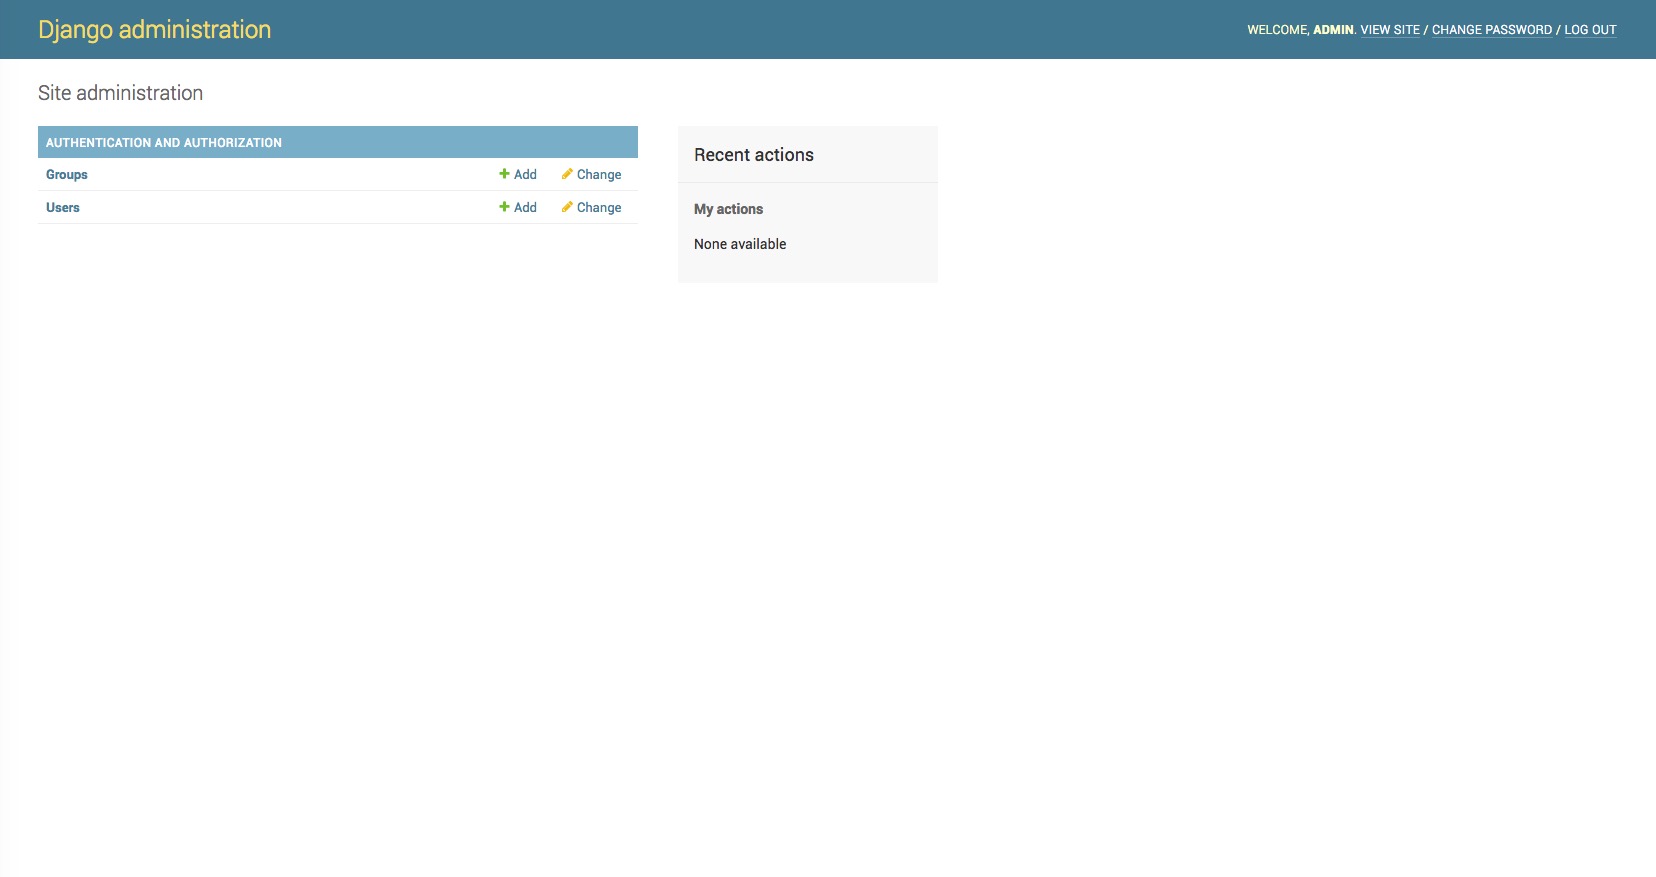 Django administration
WELCOME, ADMIN. VIEW SITE / CHANGE PASSWORD / LOG OUT
Site administration
AUTHENTICATION AND AUTHORIZATION
Groups Add Change
Users Add Change
Recent actions
My actions
None available